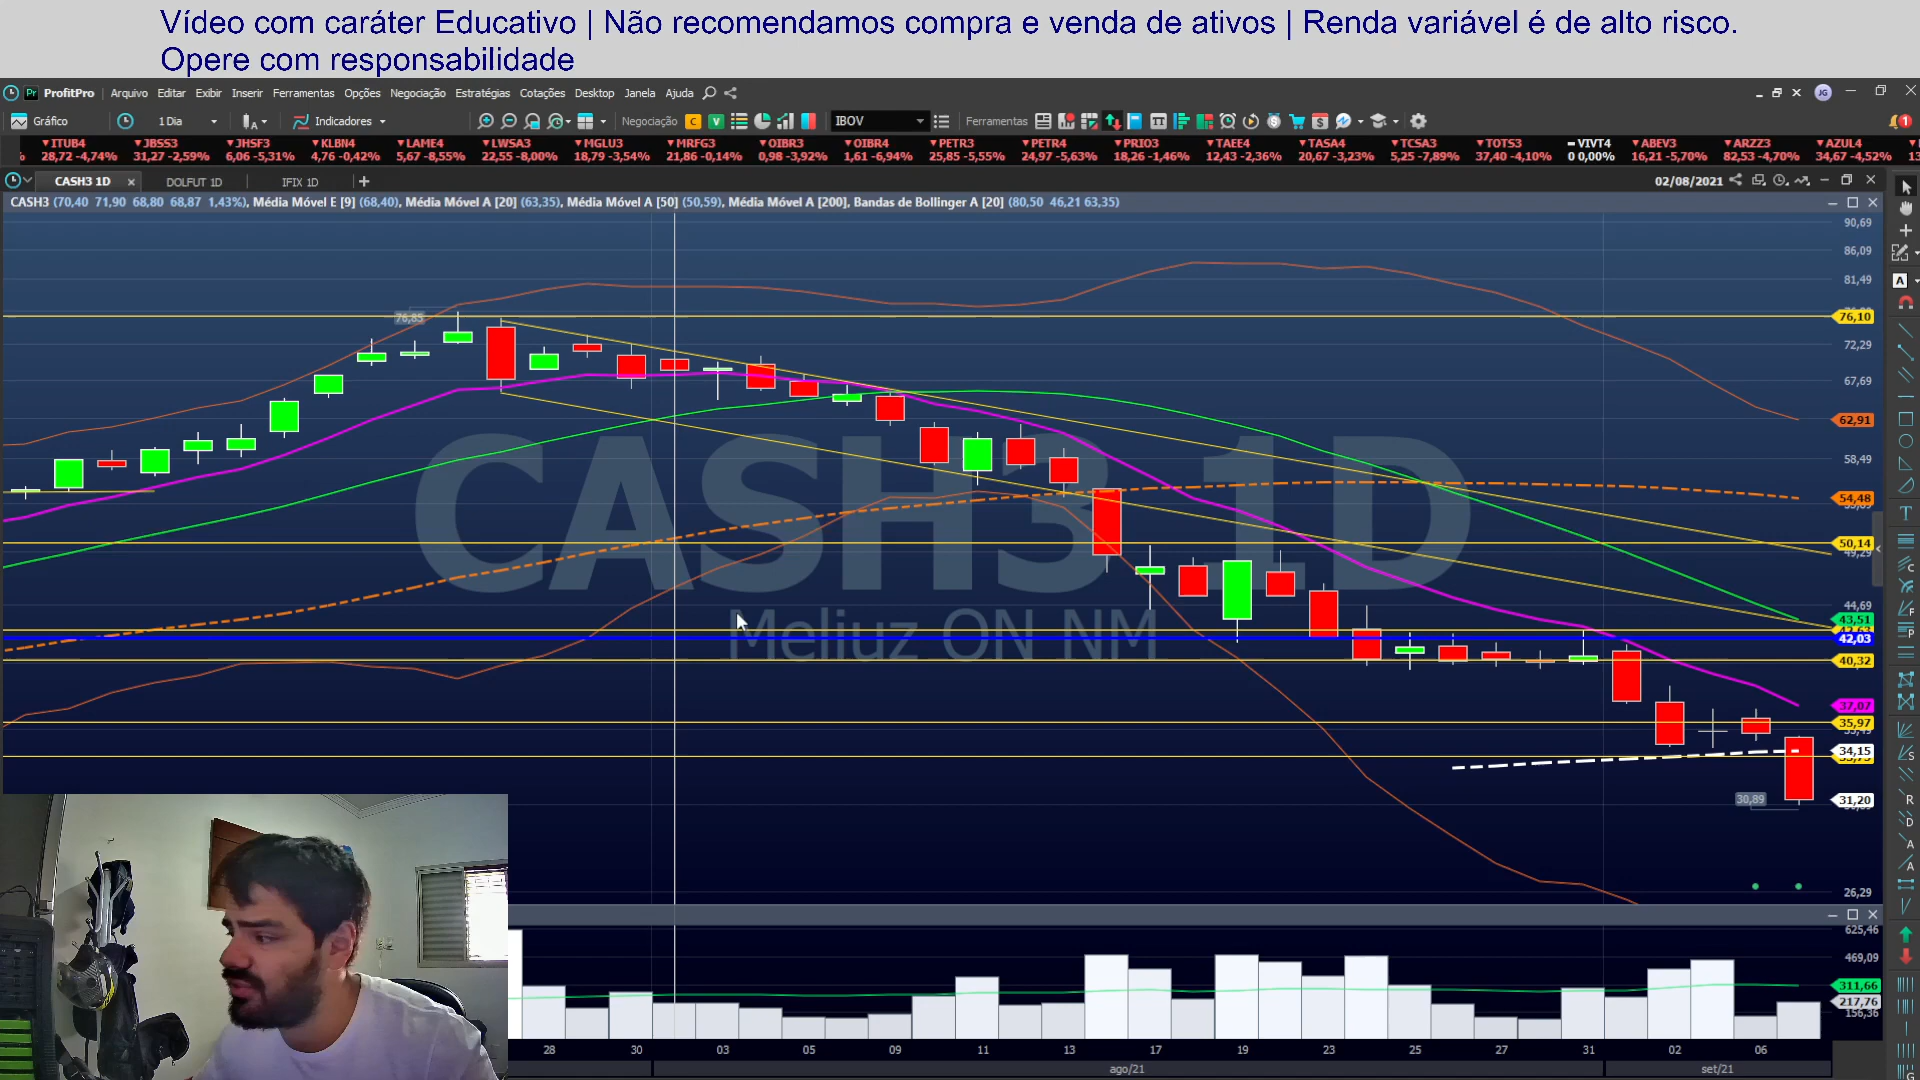 Vídeo com caráter Educativo | Não recomendamos compra e venda de ativos | Renda variável é de alto risco.
Opere com responsabilidade
ProfitPro Arquivo Editar Exibir Inserir Ferramentas Opções Negociação Estratégias Cotações Desktop Janela Ajuda JG
Gráfico 1 Dia Indicadores Negociação C V IBOV Ferramentas 1
ITUB4 JBSS3 JHSF3 KLBN4 LAME4 LWSA3 MGLU3 MRFG3 OIBR3 OIBR4 PETR3 PETR4 PRIO3 TAEE4 TASA4 TCSA3 TOTS3 VIVT4 ABEV3 ARZZ3 AZUL4
28,72 -4,74% 31,27 -2,59% 6,06 -5,31% 4,76 -0,42% 5,67 -8,55% 22,55 -8,00% 18,79 -3,54% 21,86 -0,14% 0,98 -3,92% 1,61 -6,94% 25,85 -5,55% 24,97 -5,63% 18,26 -1,46% 12,43 -2,36% 20,67 -3,23% 5,25 -7,89% 37,40 -4,10% 0 0,00% 16,21 -5,70% 82,53 -4,70% 34,67 -4,52%
CASH3 1D DOLFUT 1D IFIX 1D 02/08/2021
CASH3 (70,40 71,90 68,80 68,87 1,43%), Média Móvel E [9] (68,40), Média Móvel A [20] (63,35), Média Móvel A [50] (50,59), Média Móvel A [200], Bandas de Bollinger A [20] (80,50 46,21 63,35)
90,69
86,09
81,49
76,85
76,10
72,29
67,69
62,91
58,49
54,48
50,14
49,29
CASH3 1D
Meliuz ON NM
44,69
43,51
42,03
40,32
37,07
35,97
34,15
30,89
31,20
26,29
625,46
469,09
311,66
217,76
156,36
28 30 03 05 09 11 13 17 19 23 25 27 31 02 06
ago/21 set/21